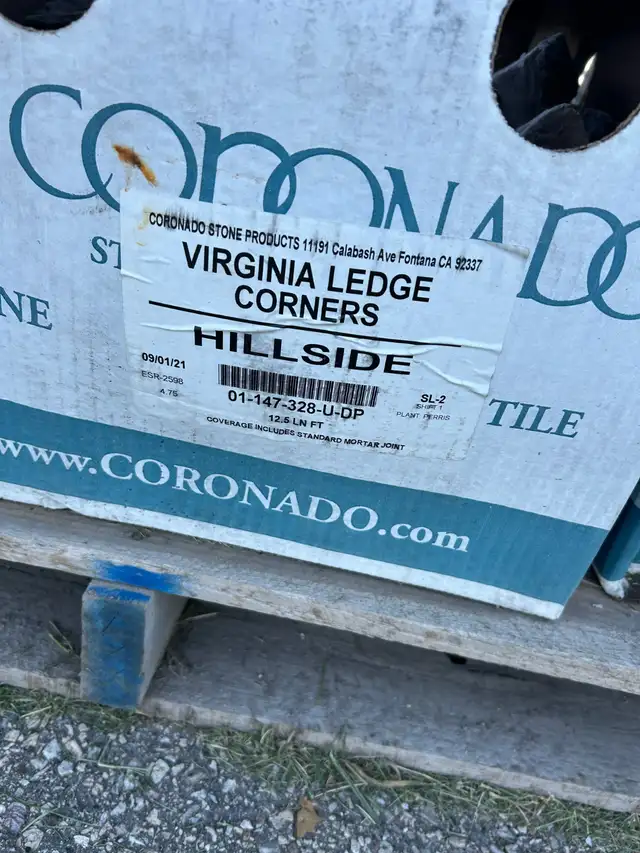 CORONADO
ST
NE
TILE
CORONADO STONE PRODUCTS 11191 Calabash Ave Fontana CA 92337
VIRGINIA LEDGE
CORNERS
HILLSIDE
09/01/21
ESR-2598
4.75
01-147-328-U-DP
SL-2
SHIFT 1
PLANT PERRIS
12.5 LN FT
COVERAGE INCLUDES STANDARD MORTAR JOINT
www.CORONADO.com